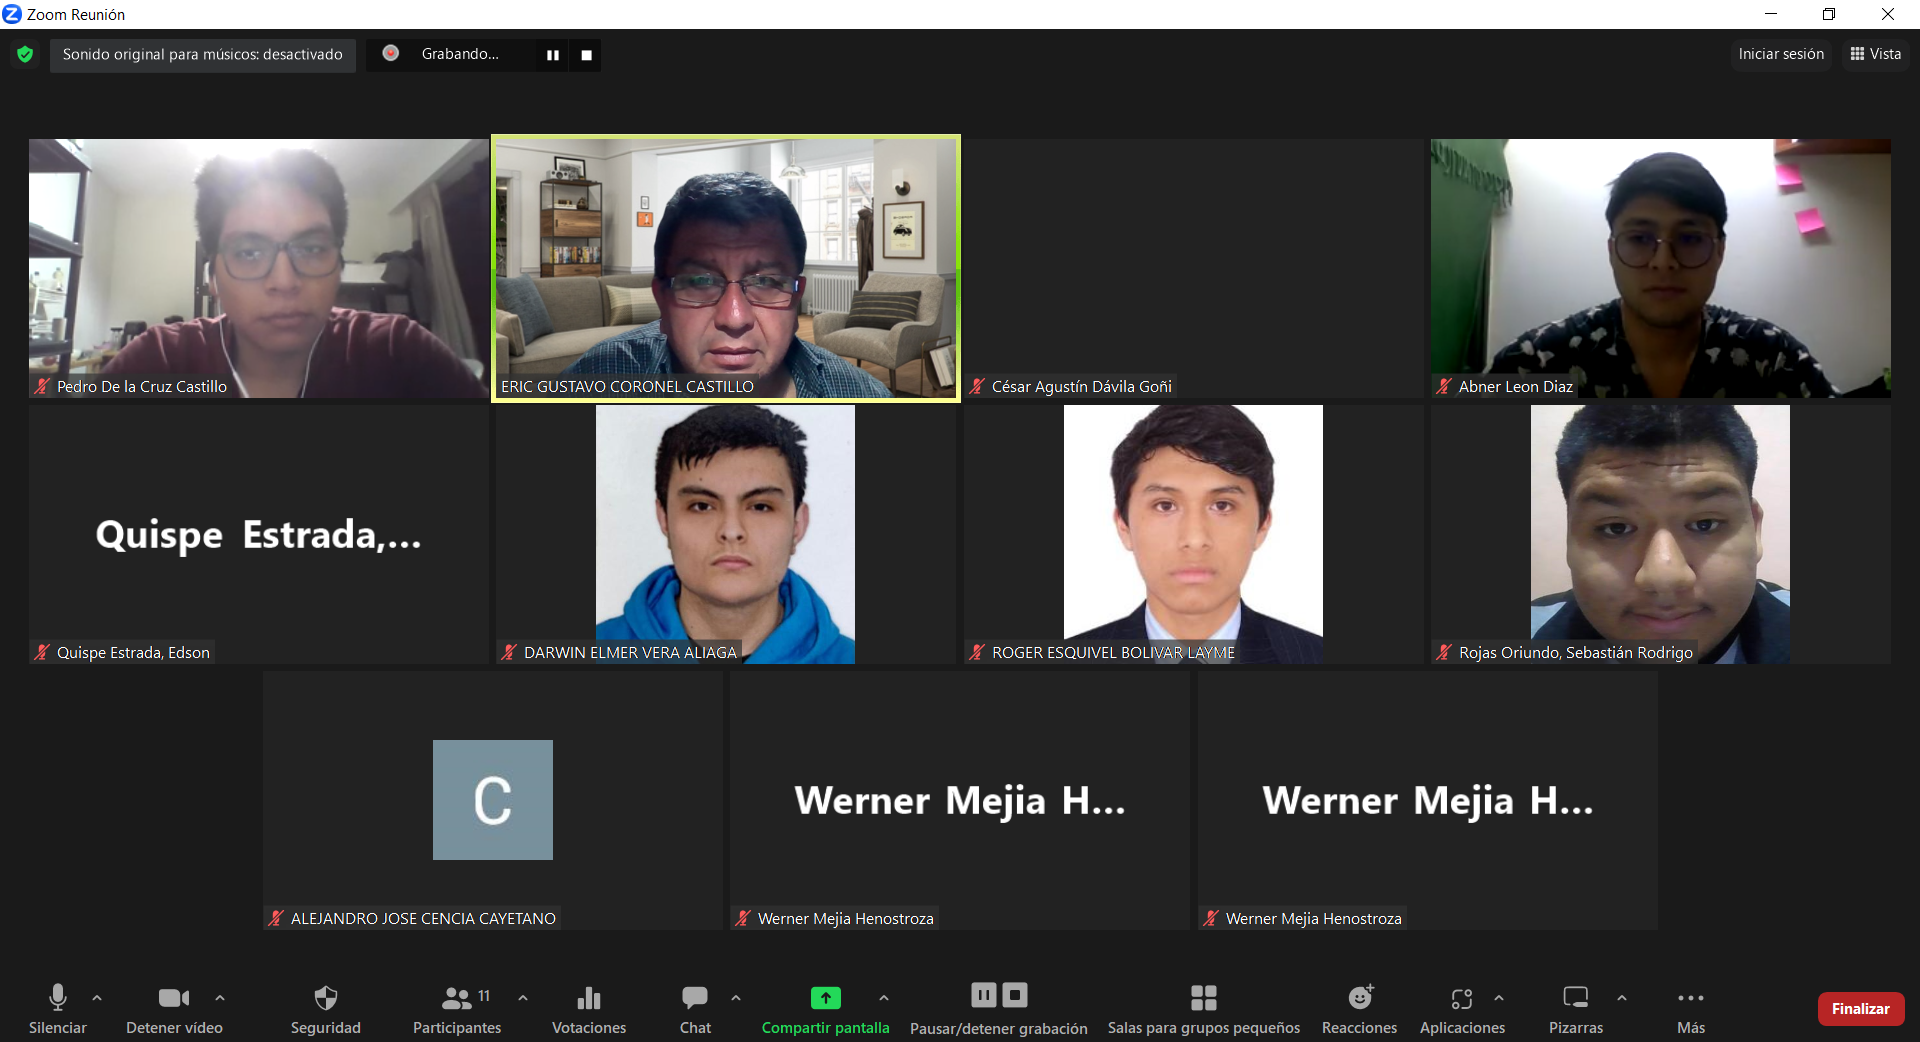 Zoom Reunión
Sonido original para músicos: desactivado
Grabando...
Iniciar sesión
Vista
Pedro De la Cruz Castillo
ERIC GUSTAVO CORONEL CASTILLO
César Agustín Dávila Goñi
Abner Leon Diaz
Quispe Estrada,...
Quispe Estrada, Edson
DARWIN ELMER VERA ALIAGA
ROGER ESQUIVEL BOLIVAR LAYME
Rojas Oriundo, Sebastián Rodrigo
C
Werner Mejia H...
Werner Mejia H...
ALEJANDRO JOSE CENCIA CAYETANO
Werner Mejia Henostroza
Werner Mejia Henostroza
Silenciar
Detener vídeo
Seguridad
11
Participantes
Votaciones
Chat
Compartir pantalla
Pausar/detener grabación
Salas para grupos pequeños
Reacciones
Aplicaciones
Pizarras
Más
Finalizar